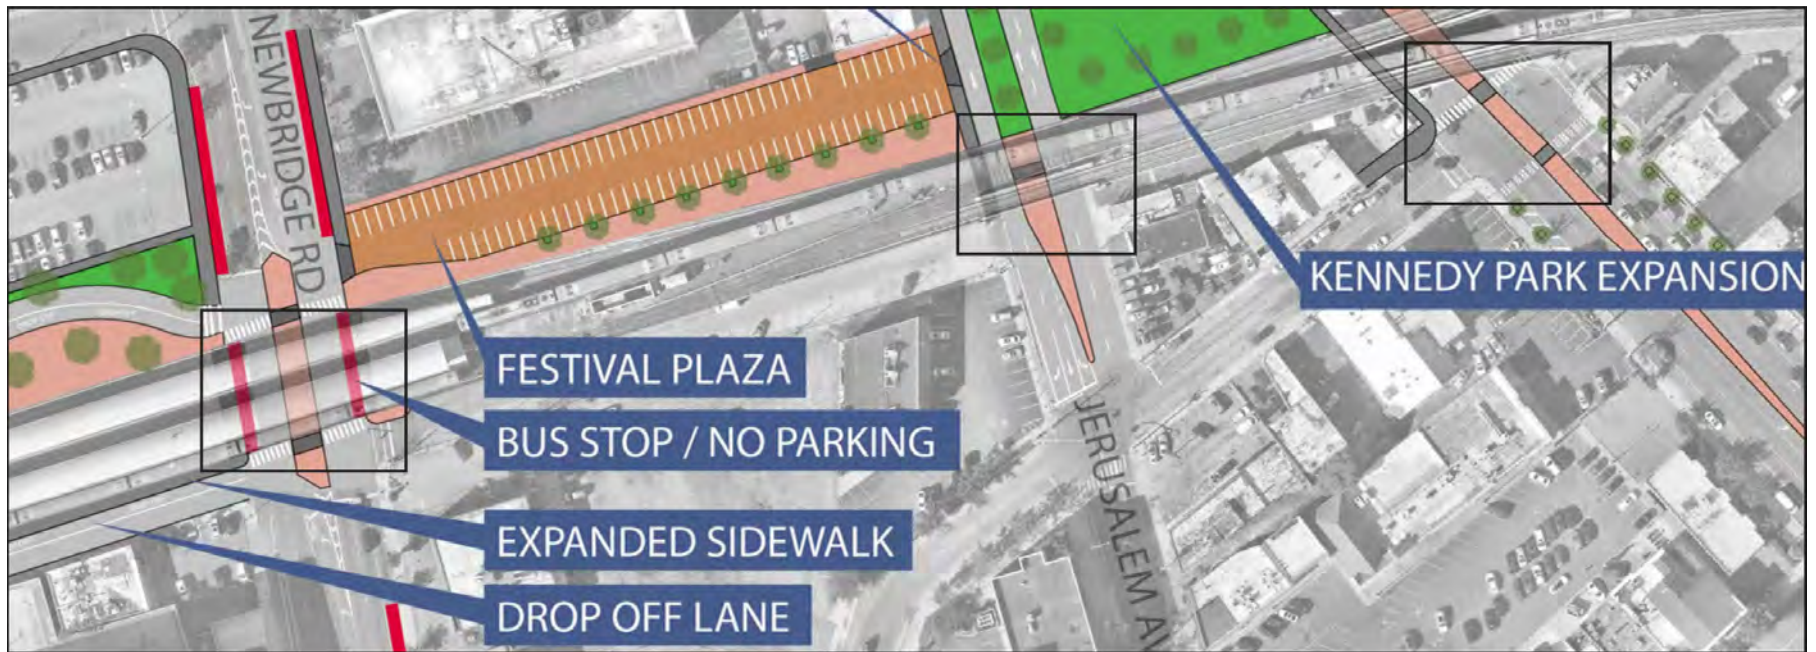 NEWBRIDGE RD
KENNEDY PARK EXPANSION
FESTIVAL PLAZA
BUS STOP / NO PARKING
JERUSALEM AV
EXPANDED SIDEWALK
DROP OFF LANE